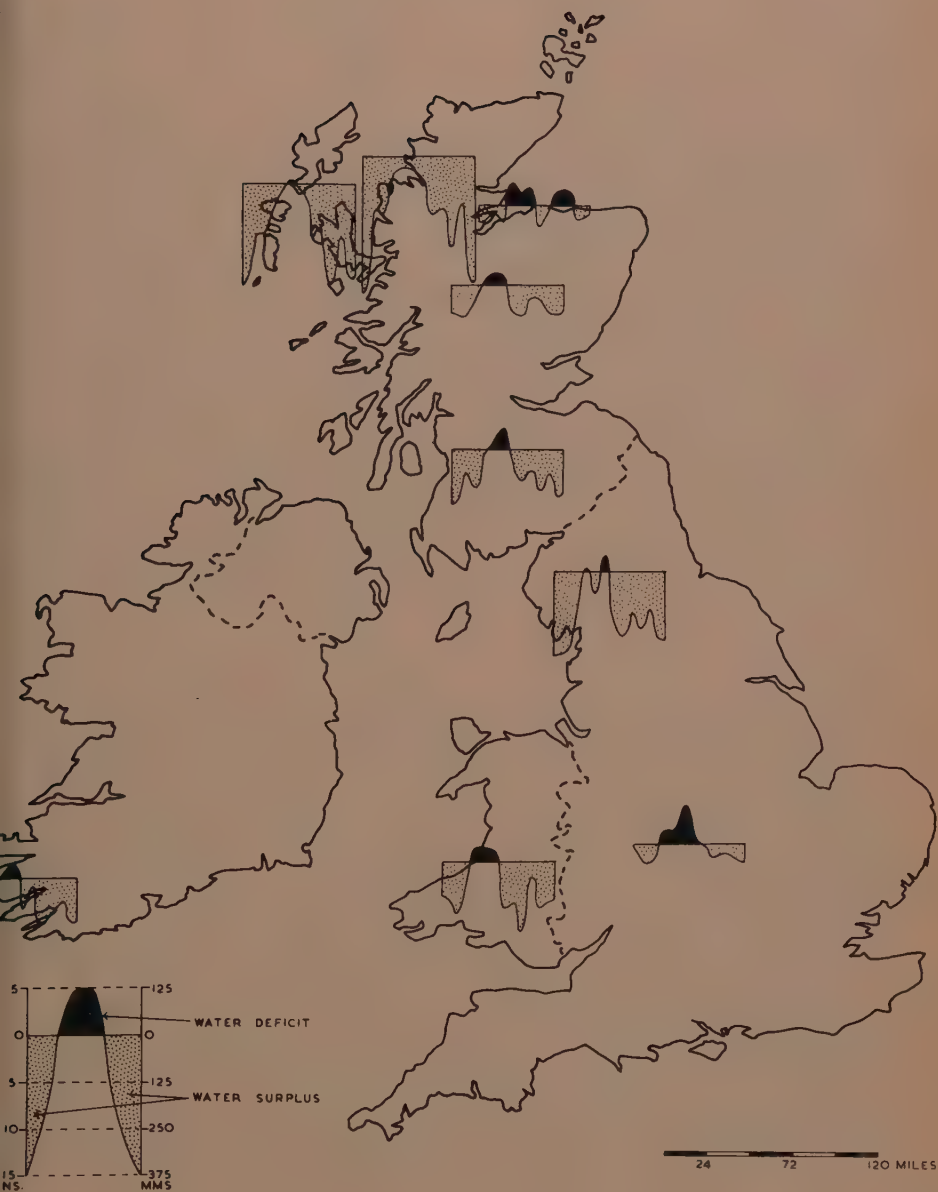 5 125
WATER DEFICIT
0 0
5 125
WATER SURPLUS
10 250
15 375
NS. MMS
24 72 120 MILES